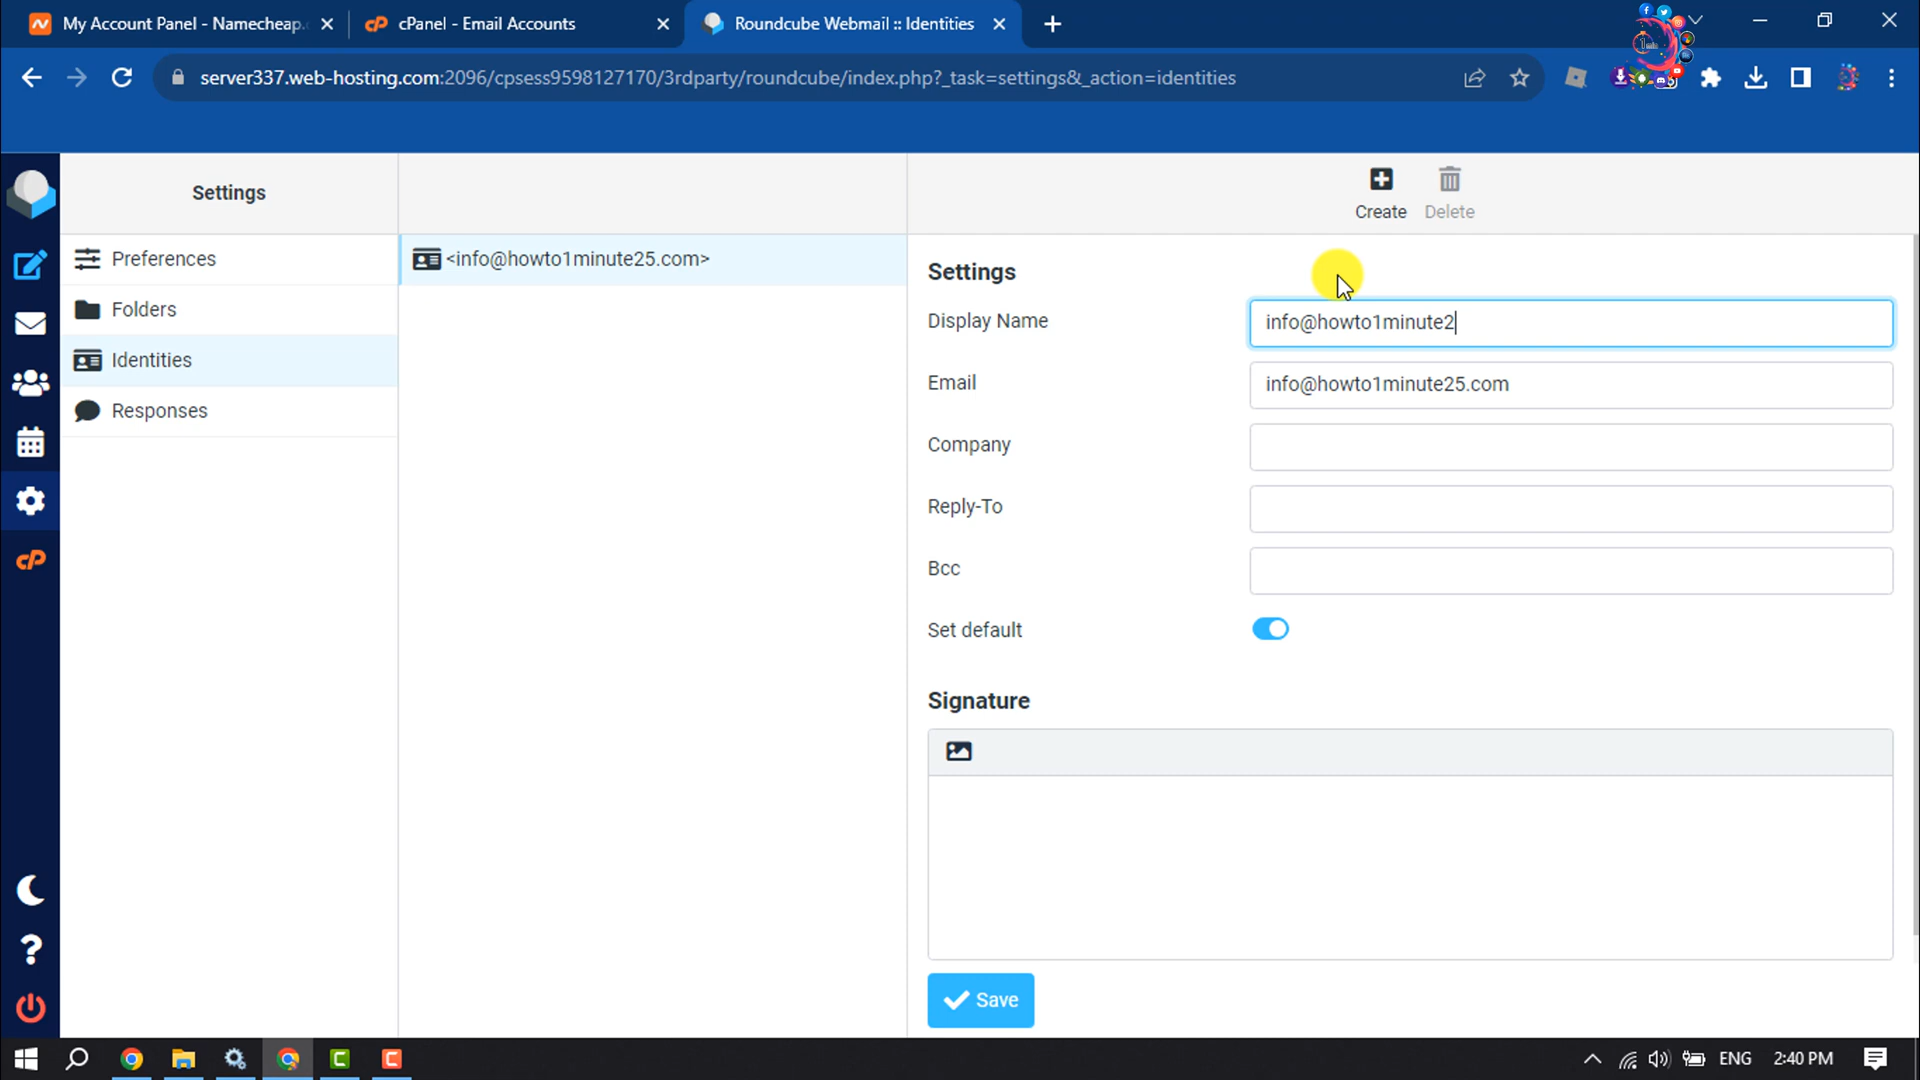 My Account Panel - Namecheap.
cPanel - Email Accounts
Roundcube Webmail :: Identities
server337.web-hosting.com:2096/cpsess9598127170/3rdparty/roundcube/index.php?_task=settings&_action=identities
Settings
Create
Delete
Preferences
Folders
Identities
Responses
<info@howto1minute25.com>
Settings
Display Name
info@howto1minute2
Email
info@howto1minute25.com
Company
Reply-To
Bcc
Set default
Signature
Save
ENG
2:40 PM